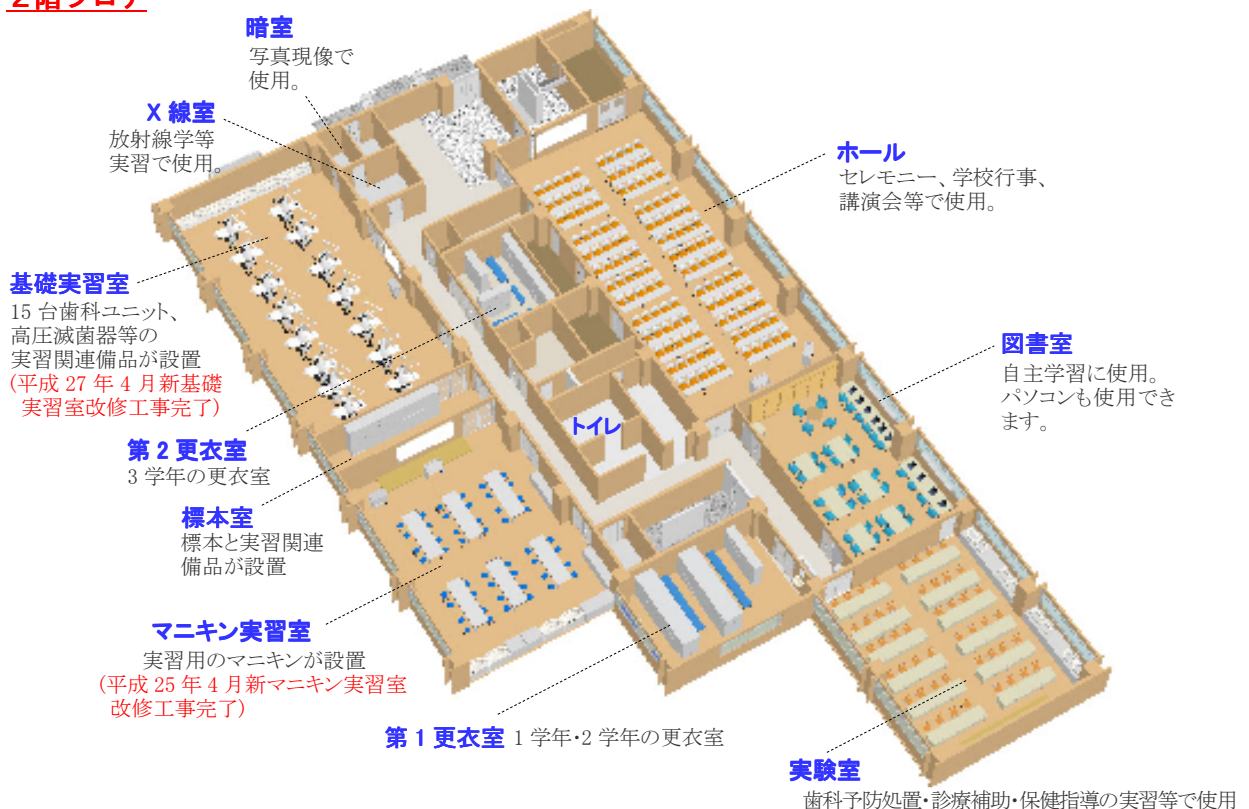 ２階フロア
暗室
写真現像で
使用。
X 線室
放射線学等
実習で使用。
ホール
セレモニー、学校行事、
講演会等で使用。
基礎実習室
15 台歯科ユニット、
高圧滅菌器等の
実習関連備品が設置
(平成 27 年 4 月新基礎
実習室改修工事完了)
図書室
自主学習に使用。
パソコンも使用でき
ます。
トイレ
第 2 更衣室
3 学年の更衣室
標本室
標本と実習関連
備品が設置
マニキン実習室
実習用のマニキンが設置
(平成 25 年 4 月新マニキン実習室
改修工事完了)
第 1 更衣室 1 学年・2 学年の更衣室
実験室
歯科予防処置・診療補助・保健指導の実習等で使用